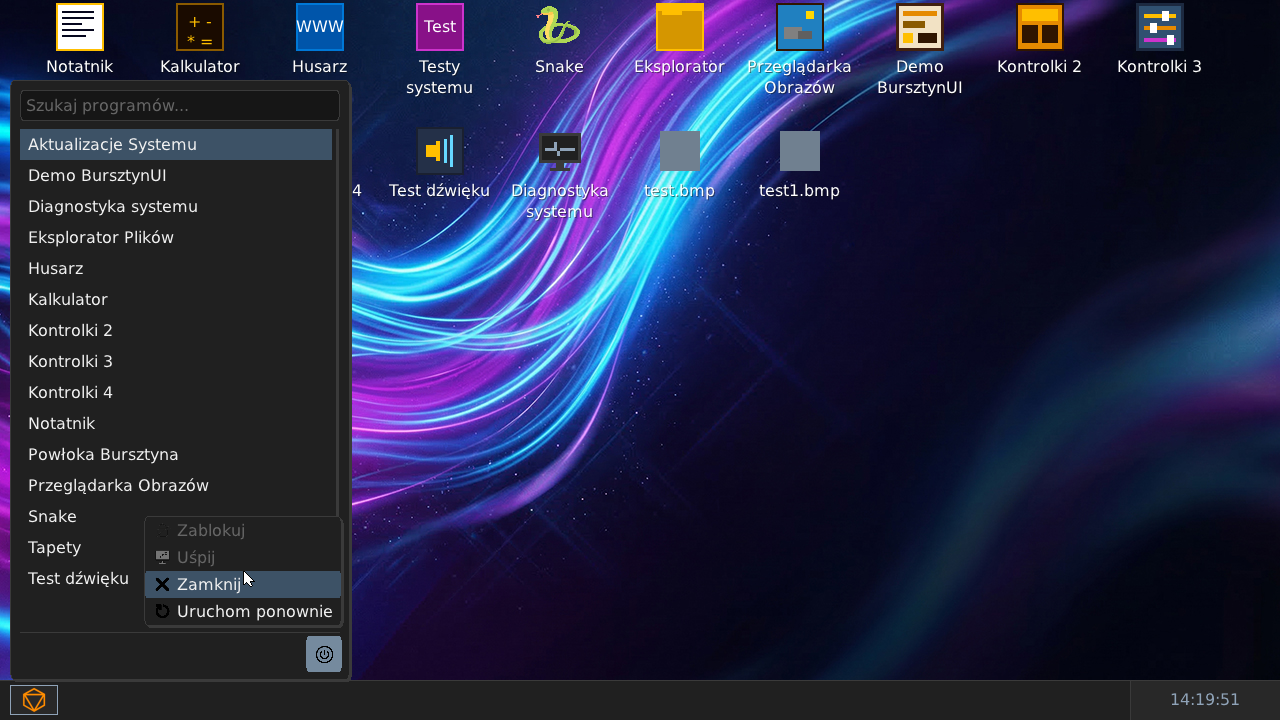 + -
* =
WWW
Test
Notatnik
Kalkulator
Husarz
Testy
systemu
Snake
Eksplorator
Przeglądarka
Obrazów
Demo
BursztynUI
Kontrolki 2
Kontrolki 3
4
Test dźwięku
Diagnostyka
systemu
test.bmp
test1.bmp
Szukaj programów...
Aktualizacje Systemu
Demo BursztynUI
Diagnostyka systemu
Eksplorator Plików
Husarz
Kalkulator
Kontrolki 2
Kontrolki 3
Kontrolki 4
Notatnik
Powłoka Bursztyna
Przeglądarka Obrazów
Snake
Tapety
Test dźwięku
Zablokuj
Uśpij
Zamknij
Uruchom ponownie
14:19:51